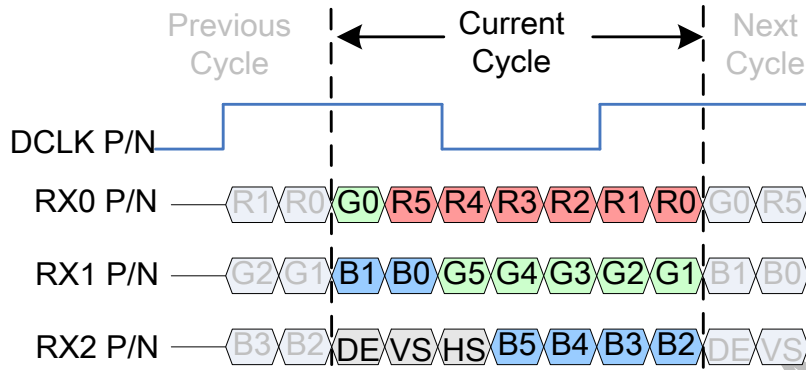 Previous Current Next
Cycle Cycle Cycle
DCLK P/N
RX0 P/N R1 R0 G0 R5 R4 R3 R2 R1 R0 G0 R5
RX1 P/N G2 G1 B1 B0 G5 G4 G3 G2 G1 B1 B0
RX2 P/N B3 B2 DE VS HS B5 B4 B3 B2 DE VS